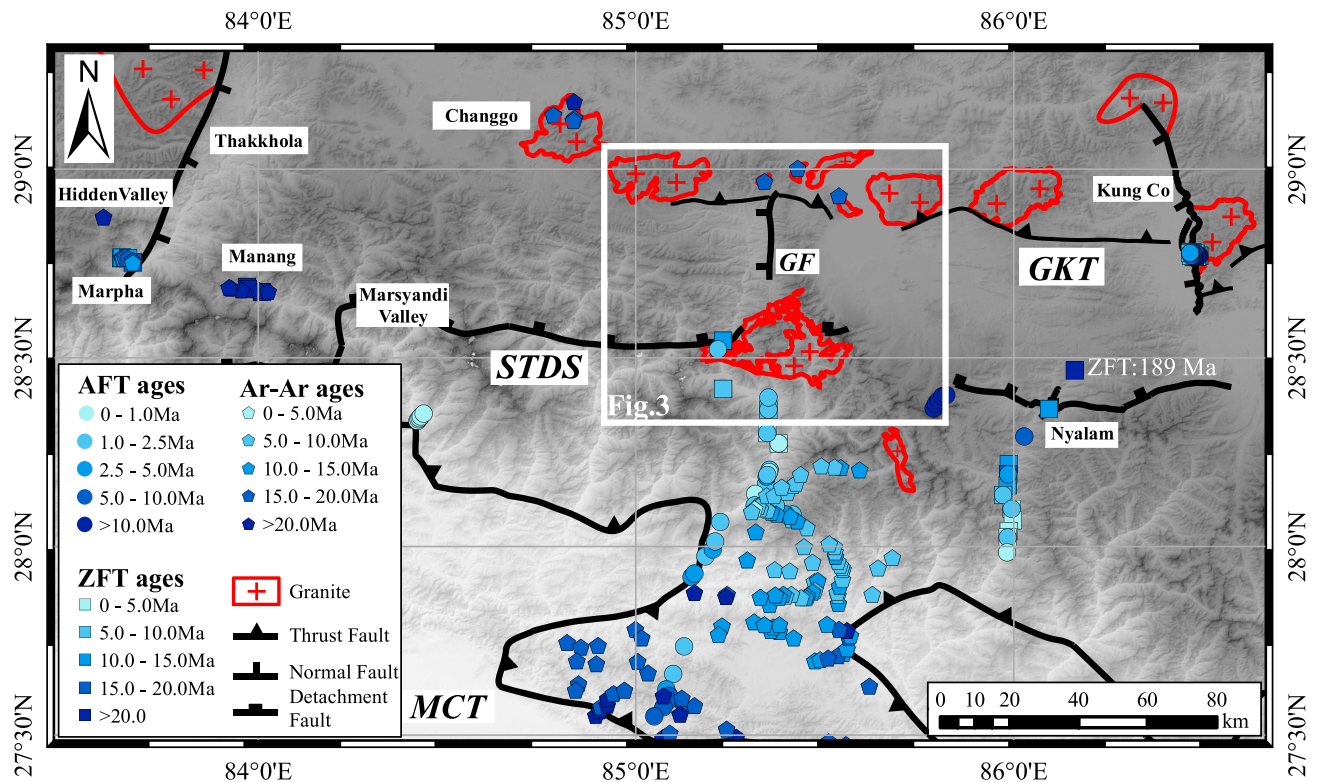 84°0'E
85°0'E
86°0'E
N
Changgo
Thakkhola
29°0'N
29°0'N
HiddenValley
Kung Co
Manang
GF
GKT
Marpha
Marsyandi
Valley
28°30'N
28°30'N
STDS
ZFT:189 Ma
Fig.3
Nyalam
AFT ages
0 - 1.0Ma
1.0 - 2.5Ma
2.5 - 5.0Ma
5.0 - 10.0Ma
>10.0Ma
Ar-Ar ages
0 - 5.0Ma
5.0 - 10.0Ma
10.0 - 15.0Ma
15.0 - 20.0Ma
>20.0Ma
28°0'N
28°0'N
ZFT ages
0 - 5.0Ma
5.0 - 10.0Ma
10.0 - 15.0Ma
15.0 - 20.0Ma
>20.0
Granite
Thrust Fault
Normal Fault
Detachment
Fault
MCT
0 10 20 40 60 80
km
27°30'N
27°30'N
84°0'E
85°0'E
86°0'E